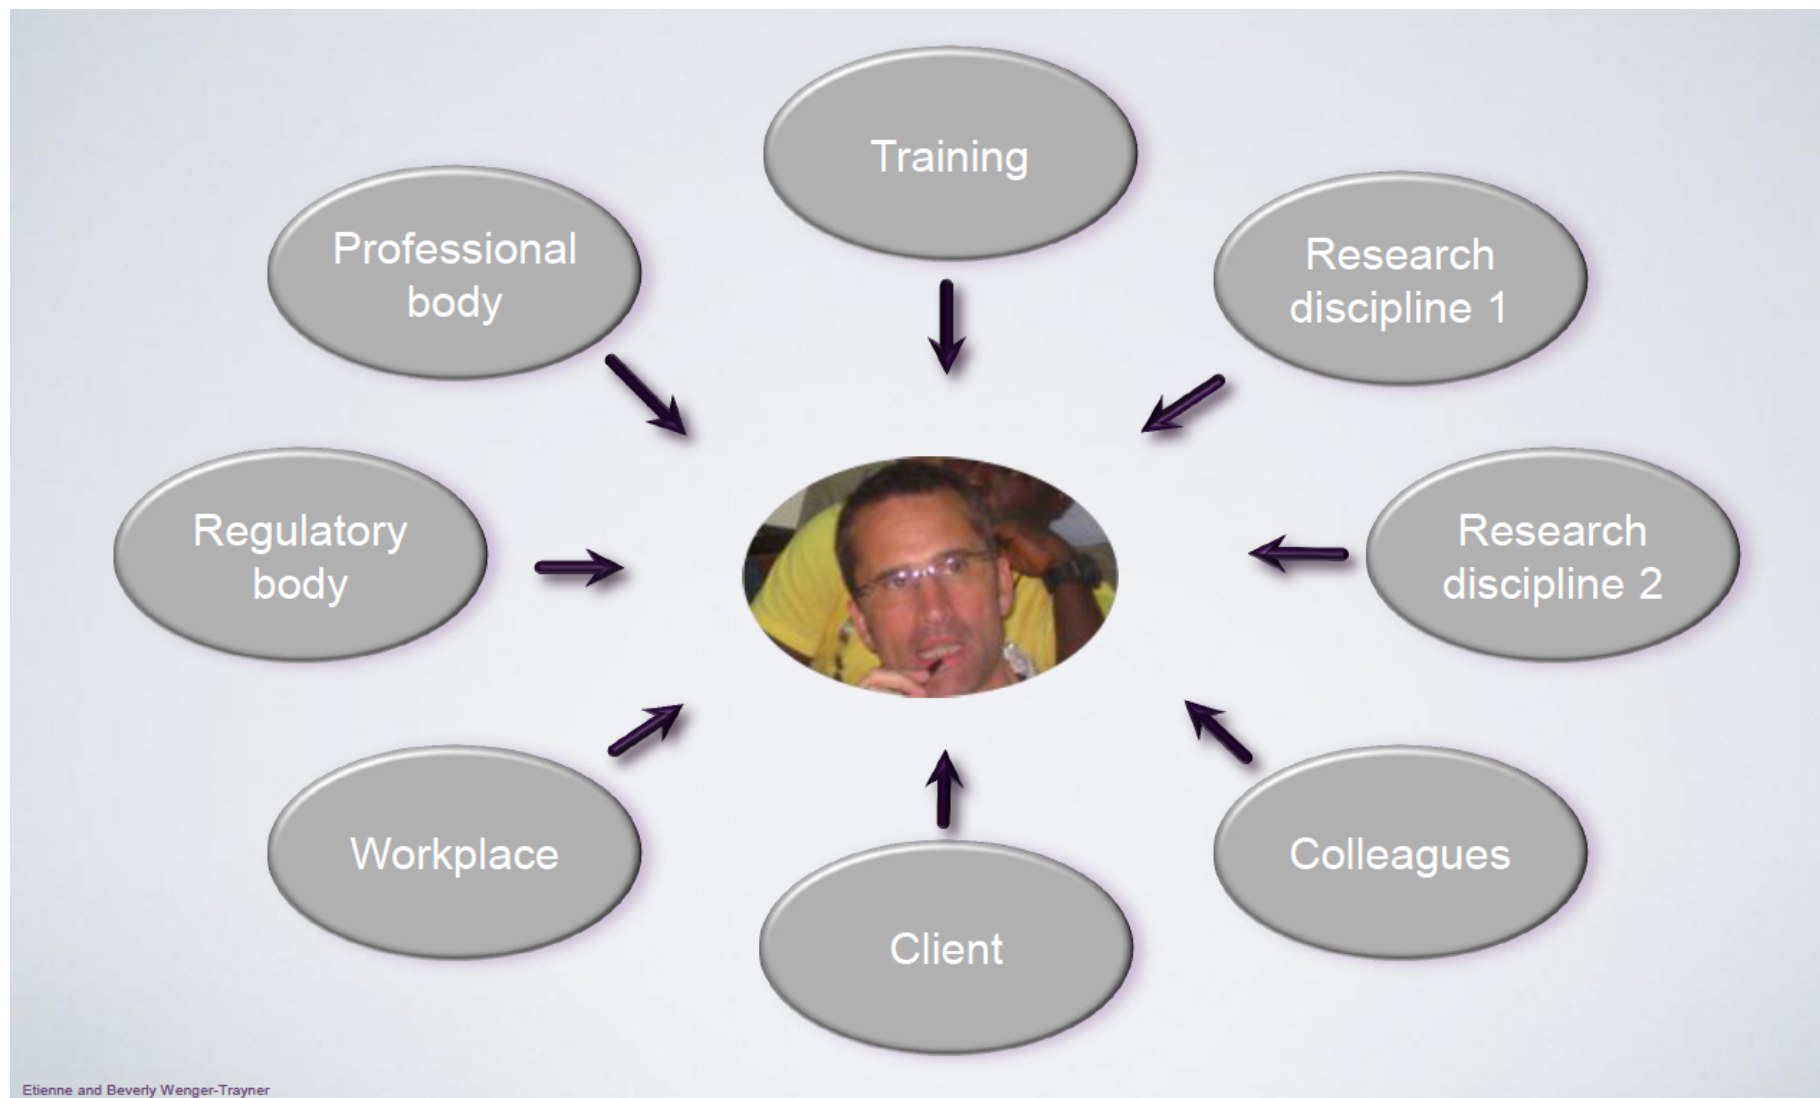 Training
Professional
body
Research
discipline 1
Regulatory
body
Research
discipline 2
Workplace
Colleagues
Client
Etienne and Beverly Wenger-Trayner